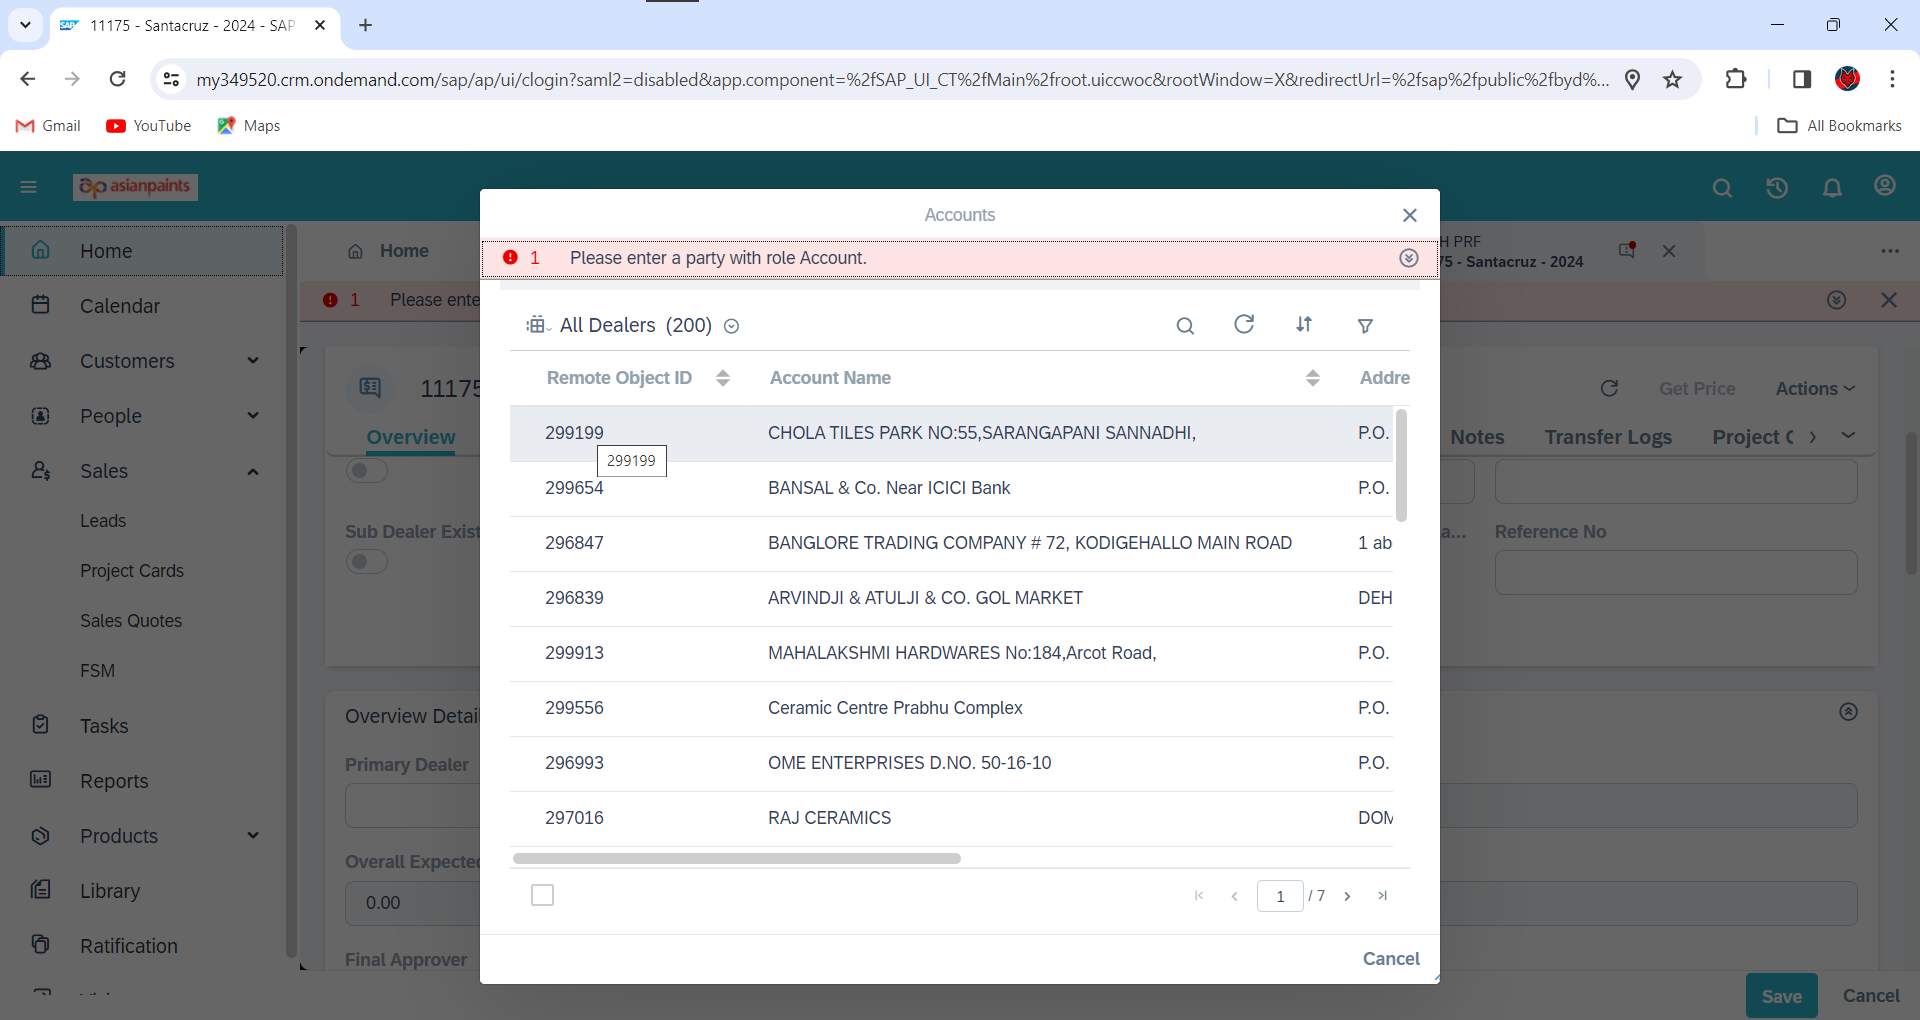 11175 - Santacruz - 2024 - SAP
my349520.crm.ondemand.com/sap/ap/ui/clogin?saml2=disabled&app.component=%2fSAP_UI_CT%2fMain%2froot.uiccwoc&rootWindow=X&redirectUrl=%2fsap%2fpublic%2fbyd%...
Gmail
YouTube
Maps
All Bookmarks
asianpaints
Home
Calendar
Customers
People
Sales
Leads
Project Cards
Sales Quotes
FSM
Tasks
Reports
Products
Library
Ratification
Home
H PRF
75 - Santacruz - 2024
1 Please ente
11175
Get Price
Actions
Overview
Notes
Transfer Logs
Project C
Sub Dealer Exist
a...
Reference No
Overview Detail
Primary Dealer
Overall Expected
0.00
Final Approver
Save
Cancel
Accounts
1 Please enter a party with role Account.
All Dealers (200)
Remote Object ID Account Name Addre
299199 CHOLA TILES PARK NO:55,SARANGAPANI SANNADHI, P.O.
299199
299654 BANSAL & Co. Near ICICI Bank P.O.
296847 BANGLORE TRADING COMPANY # 72, KODIGEHALLO MAIN ROAD 1 ab
296839 ARVINDJI & ATULJI & CO. GOL MARKET DEH
299913 MAHALAKSHMI HARDWARES No:184,Arcot Road, P.O.
299556 Ceramic Centre Prabhu Complex P.O.
296993 OME ENTERPRISES D.NO. 50-16-10 P.O.
297016 RAJ CERAMICS DOM
1 / 7
Cancel